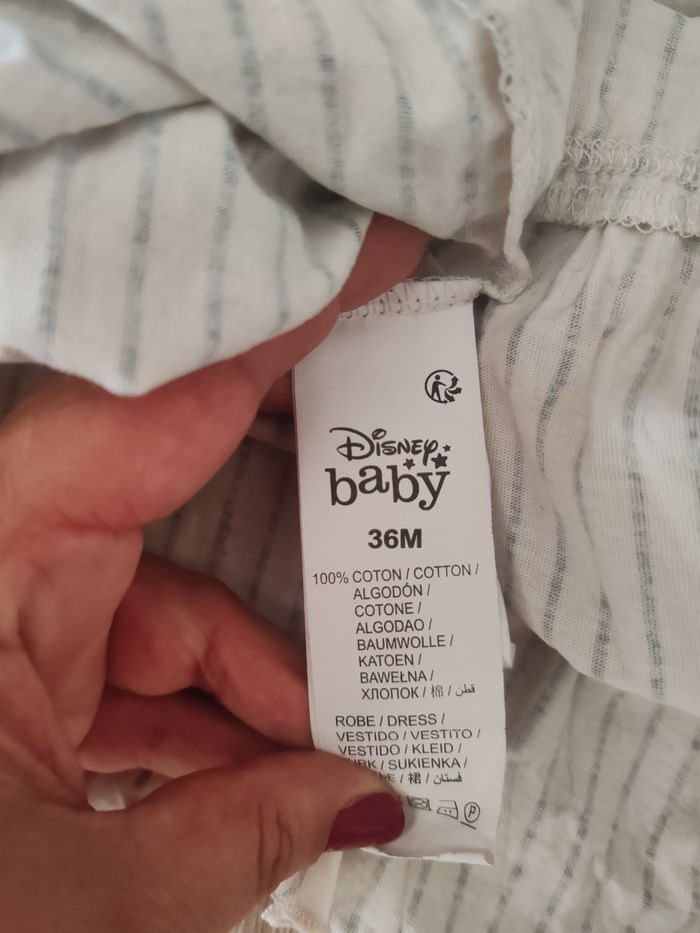 Disney
baby
36M
100% COTON / COTTON /
ALGODÓN /
COTONE /
ALGODAO /
BAUMWOLLE /
KATOEN /
BAWEŁNA /
ХЛОПОК / 棉 / قطن
ROBE / DRESS /
VESTIDO / VESTITO /
VESTIDO / KLEID /
/ SUKIENKA /
/ 裙 / فستان
P